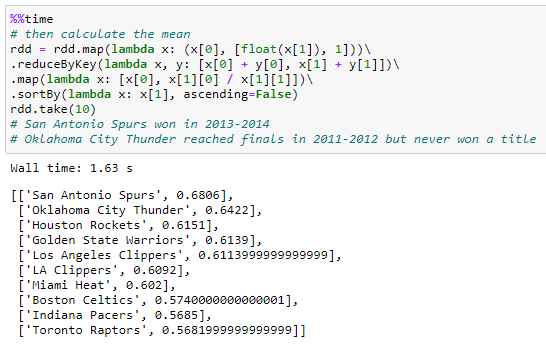 %%time
# then calculate the mean
rdd = rdd.map(lambda x: (x[0], [float(x[1]), 1]))\
.reduceByKey(lambda x, y: [x[0] + y[0], x[1] + y[1]])\
.map(lambda x: [x[0], x[1][0] / x[1][1]])\
.sortBy(lambda x: x[1], ascending=False)
rdd.take(10)
# San Antonio Spurs won in 2013-2014
# Oklahoma City Thunder reached finals in 2011-2012 but never won a title
Wall time: 1.63 s
[['San Antonio Spurs', 0.6806],
['Oklahoma City Thunder', 0.6422],
['Houston Rockets', 0.6151],
['Golden State Warriors', 0.6139],
['Los Angeles Clippers', 0.6113999999999999],
['LA Clippers', 0.6092],
['Miami Heat', 0.602],
['Boston Celtics', 0.5740000000000001],
['Indiana Pacers', 0.5685],
['Toronto Raptors', 0.5681999999999999]]